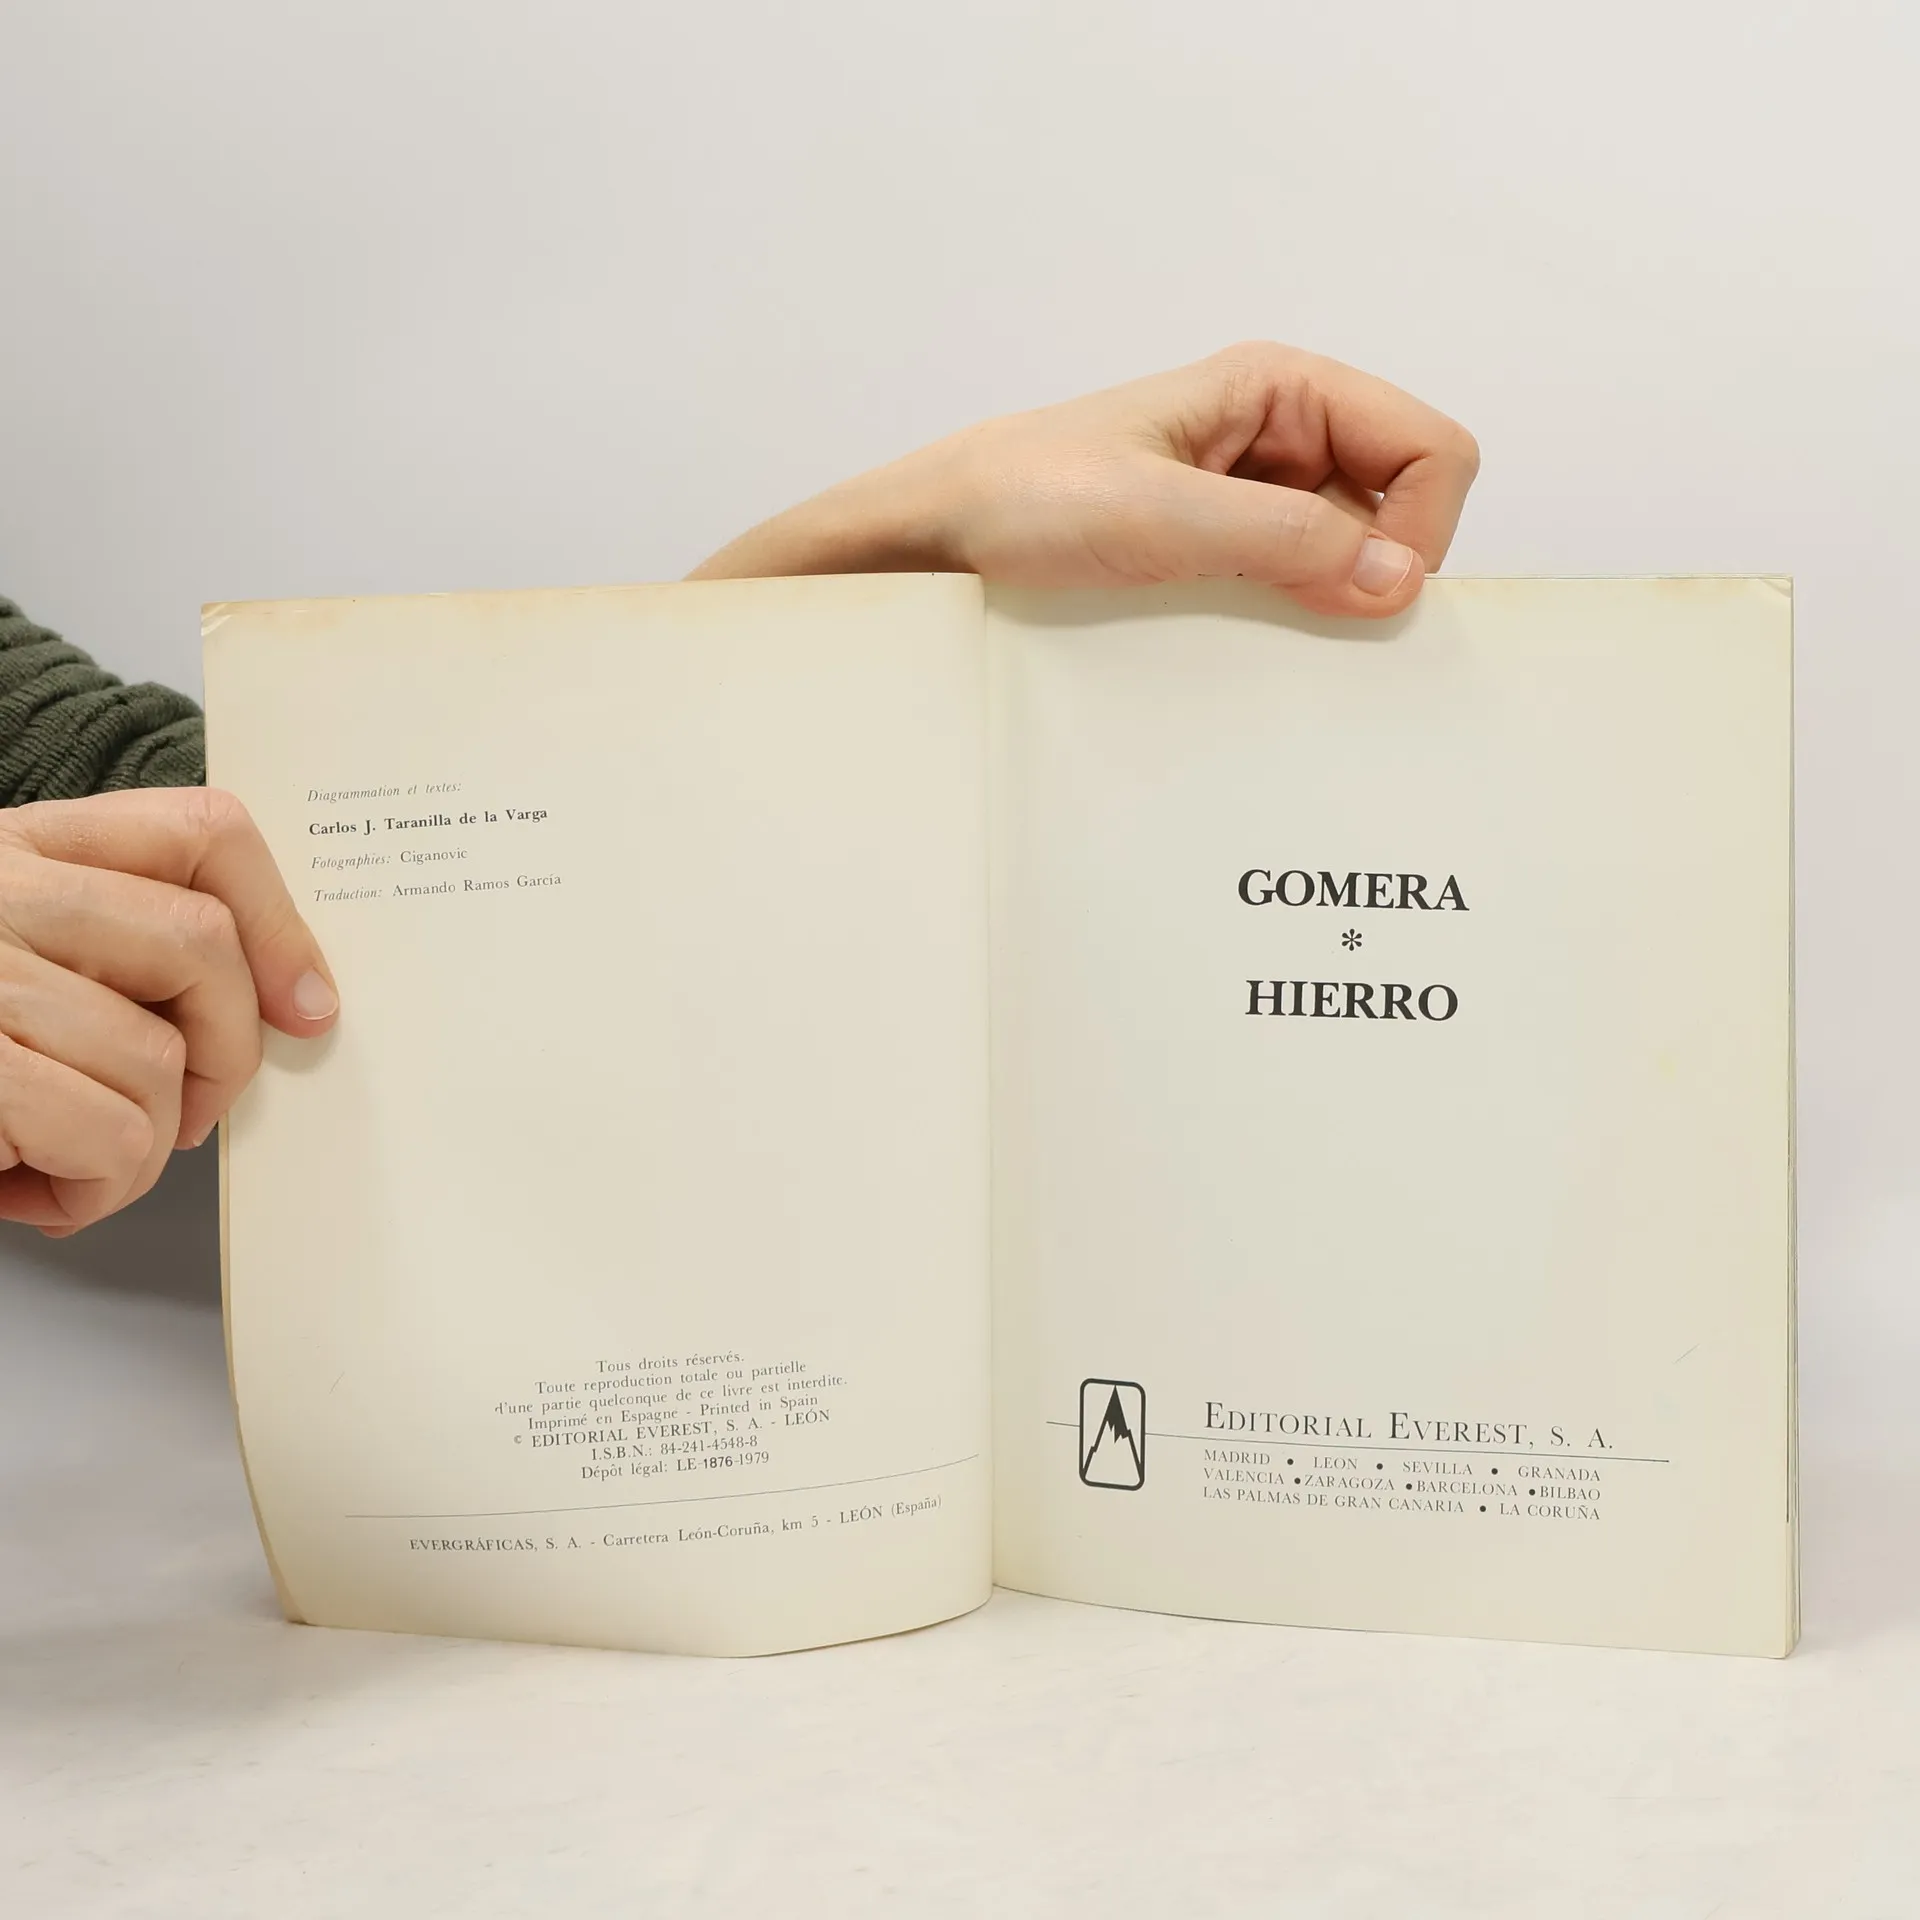 Diagrammation et textes:
Carlos J. Taranilla de la Varga
Fotographies: Ciganovic
Traduction: Armando Ramos García
Tous droits réservés.
Toute reproduction totale ou partielle
d'une partie quelconque de ce livre est interdite.
Imprimé en Espagne - Printed in Spain
© EDITORIAL EVEREST, S. A. - LEÓN
I.S.B.N.: 84-241-4548-8
Dépôt légal: LE-1876-1979
EVERGRÁFICAS, S. A. - Carretera León-Coruña, km 5 - LEÓN (España)
GOMERA
*
HIERRO
EDITORIAL EVEREST, S. A.
MADRID • LEON • SEVILLA • GRANADA
VALENCIA • ZARAGOZA • BARCELONA • BILBAO
LAS PALMAS DE GRAN CANARIA • LA CORUÑA